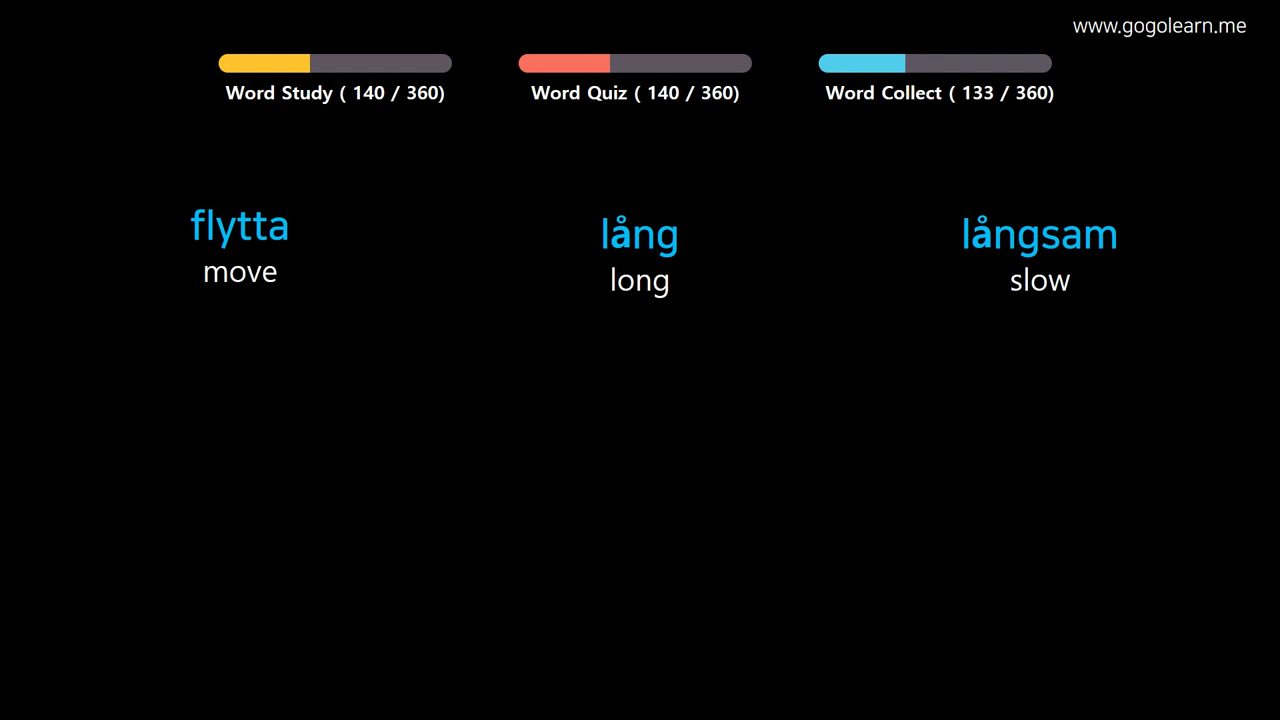 www.gogolearn.me
Word Study ( 140 / 360)
Word Quiz ( 140 / 360)
Word Collect ( 133 / 360)
flytta
move
lång
long
långsam
slow